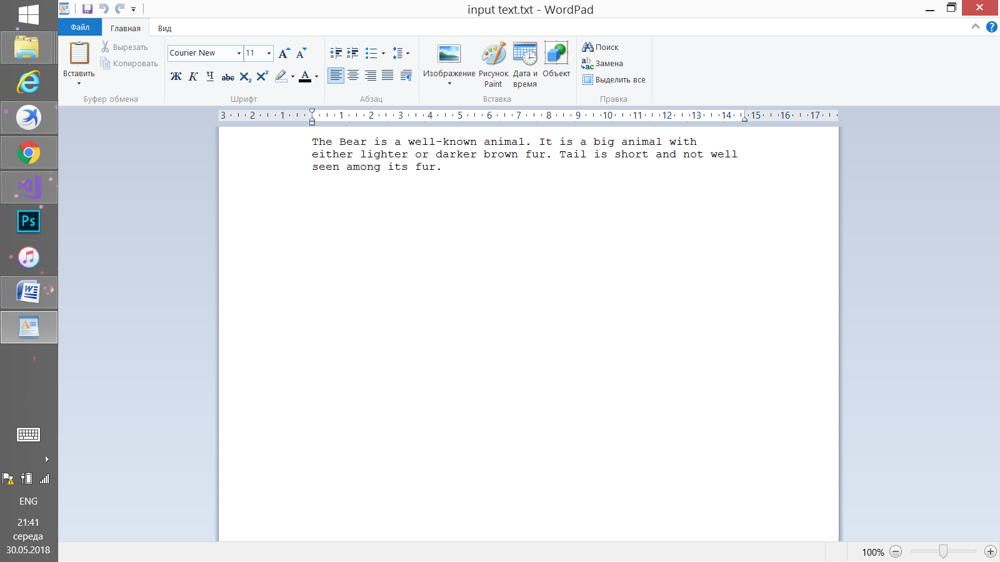 input text.txt - WordPad
Файл Главная Вид
Вставить Вырезать
Копировать
Буфер обмена
Courier New 11
Ж К Ч abc X₂ X²
Шрифт
Абзац
Изображение Рисунок Paint Дата и время Объект
Вставка
Поиск
Замена
Выделить все
Правка
3 2 1 1 2 3 4 5 6 7 8 9 10 11 12 13 14 15 16 17
The Bear is a well-known animal. It is a big animal with
either lighter or darker brown fur. Tail is short and not well
seen among its fur.
Ps
ENG
21:41
середа
30.05.2018
100%